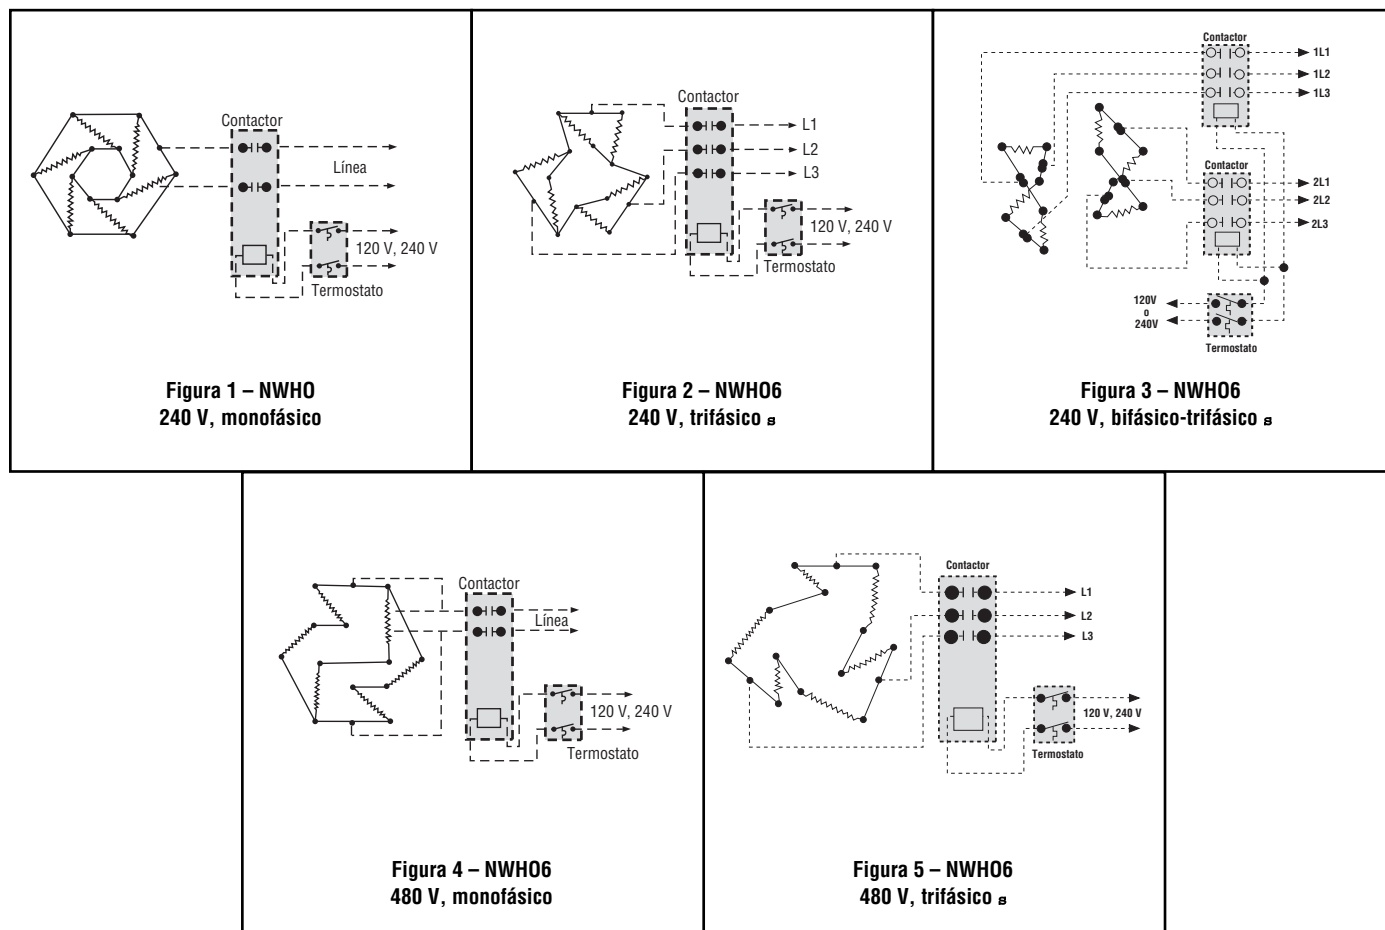 Contactor
Línea
120 V, 240 V
Termostato
Figura 1 – NWHO
240 V, monofásico
Contactor
L1
L2
L3
120 V, 240 V
Termostato
Figura 2 – NWHO6
240 V, trifásico s
Contactor
1L1
1L2
1L3
Contactor
2L1
2L2
2L3
120V
o
240V
Termostato
Figura 3 – NWHO6
240 V, bifásico-trifásico s
Contactor
Línea
120 V, 240 V
Termostato
Figura 4 – NWHO6
480 V, monofásico
Contactor
L1
L2
L3
120 V, 240 V
Termostato
Figura 5 – NWHO6
480 V, trifásico s